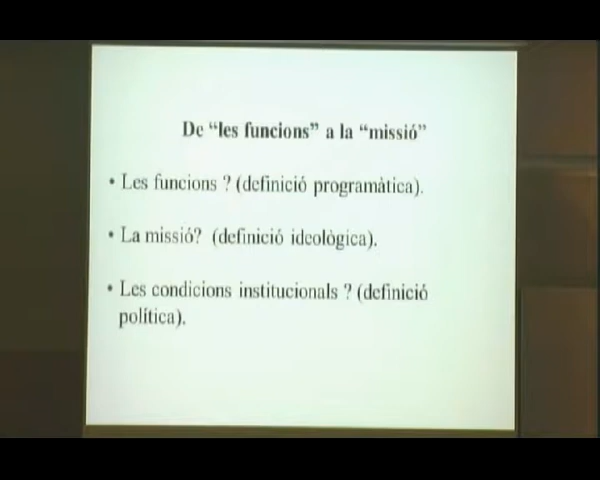 De “les funcions” a la “missió”
• Les funcions ? (definició programàtica).
• La missió? (definició ideològica).
• Les condicions institucionals ? (definició
política).